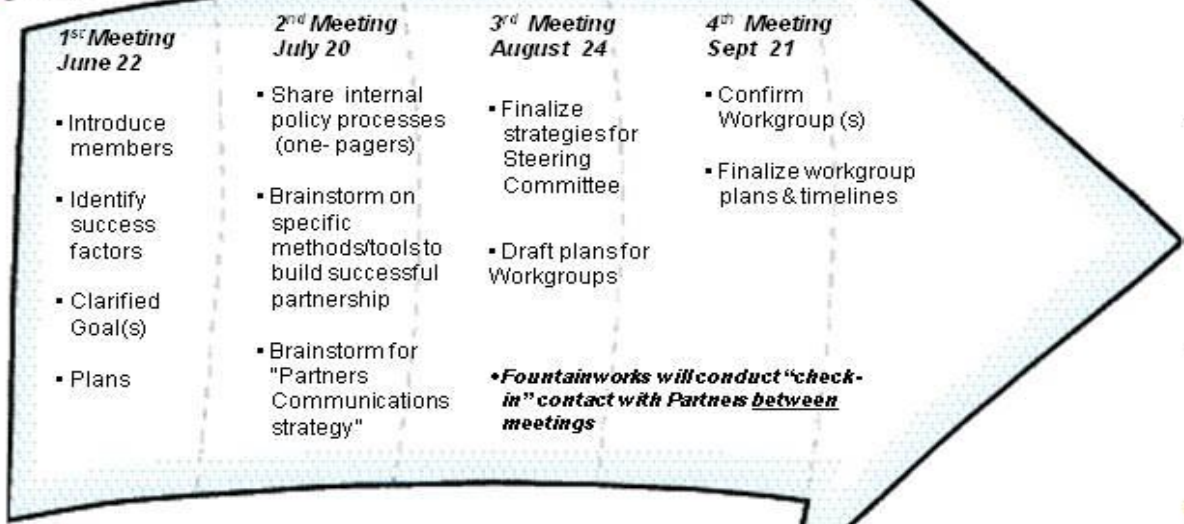 1st Meeting
June 22
▪ Introduce
members
▪ Identify
success
factors
▪ Clarified
Goal(s)
▪ Plans
2nd Meeting
July 20
▪ Share internal
policy processes
(one- pagers)
▪ Brainstorm on
specific
methods/tools to
build successful
partnership
▪ Brainstorm for
"Partners
Communications
strategy"
3rd Meeting
August 24
▪ Finalize
strategies for
Steering
Committee
▪ Draft plans for
Workgroups
•Fountainworks will conduct “check-
in” contact with Partners between
meetings
4th Meeting
Sept 21
▪ Confirm
Workgroup (s)
▪ Finalize workgroup
plans & timelines